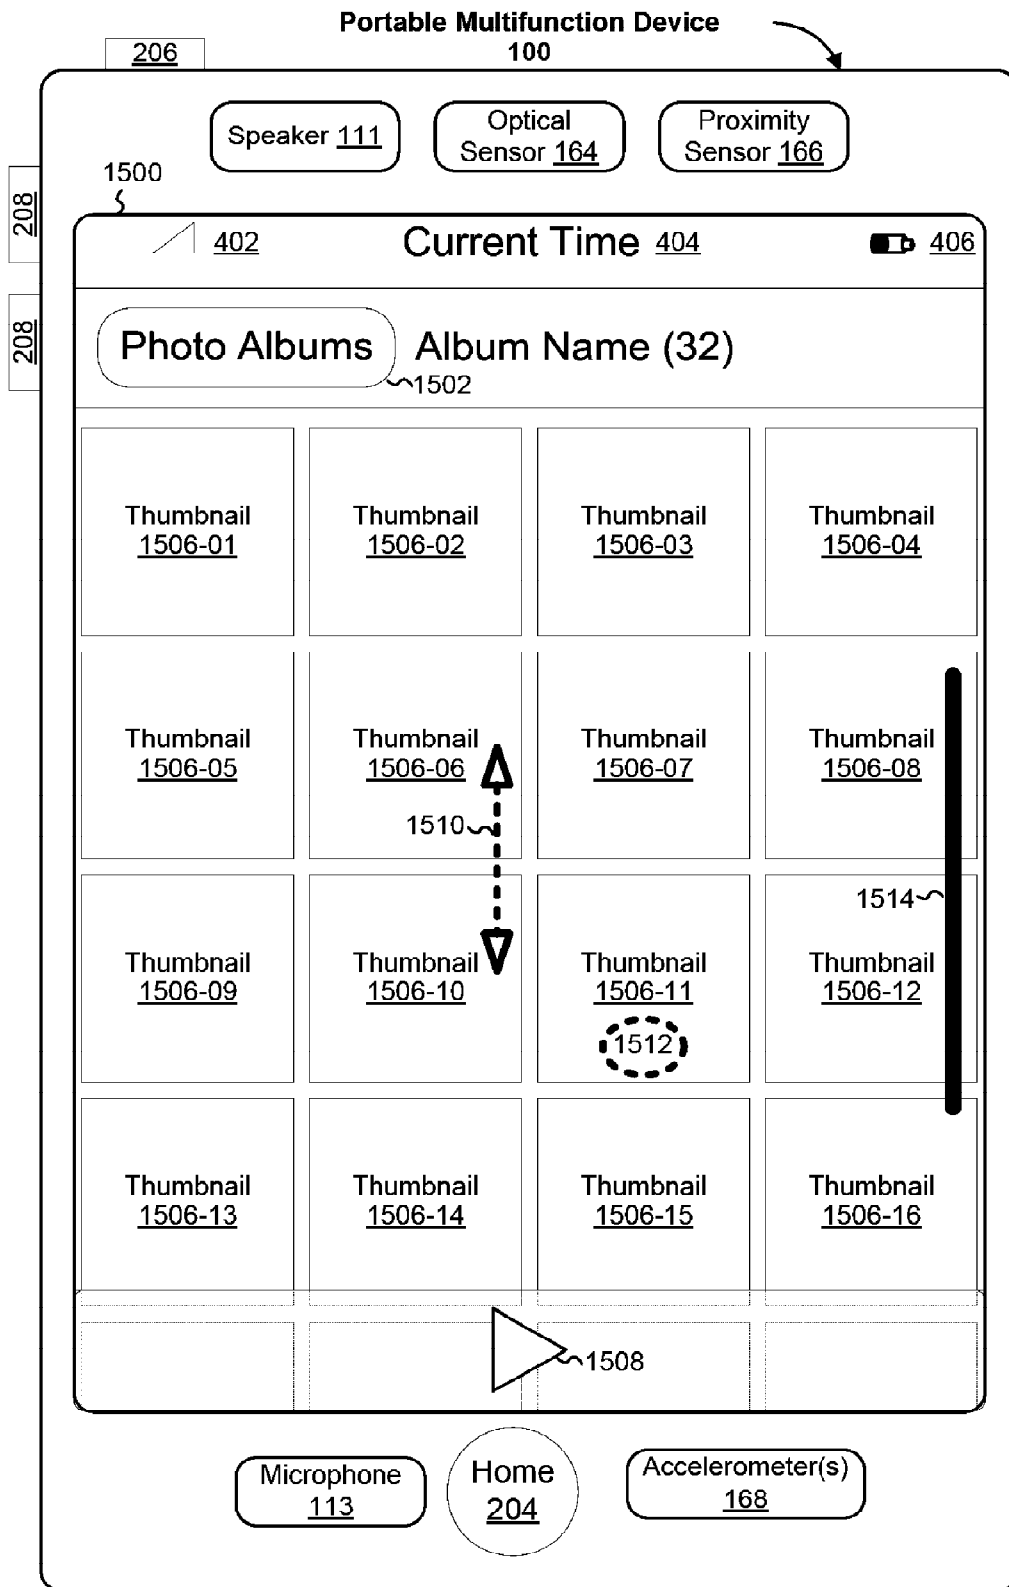 Portable Multifunction Device
100
206
Speaker 111
Optical
Sensor 164
Proximity
Sensor 166
208
208
1500
402
Current Time 404
406
Photo Albums
Album Name (32)
1502
Thumbnail
1506-01
Thumbnail
1506-02
Thumbnail
1506-03
Thumbnail
1506-04
Thumbnail
1506-05
Thumbnail
1506-06
Thumbnail
1506-07
Thumbnail
1506-08
1510
1514
Thumbnail
1506-09
Thumbnail
1506-10
Thumbnail
1506-11
1512
Thumbnail
1506-12
Thumbnail
1506-13
Thumbnail
1506-14
Thumbnail
1506-15
Thumbnail
1506-16
1508
Microphone
113
Home
204
Accelerometer(s)
168